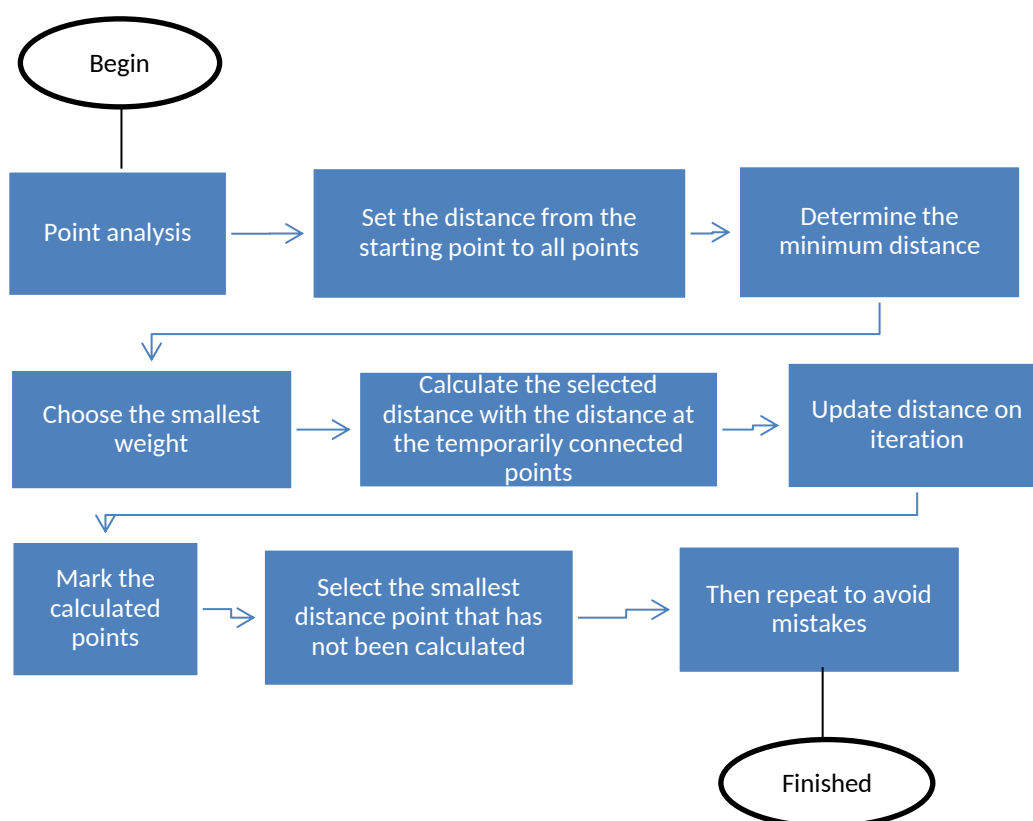 Begin
Point analysis
Set the distance from the
starting point to all points
Determine the
minimum distance
Choose the smallest
weight
Calculate the selected
distance with the distance at
the temporarily connected
points
Update distance on
iteration
Mark the
calculated
points
Select the smallest
distance point that has
not been calculated
Then repeat to avoid
mistakes
Finished